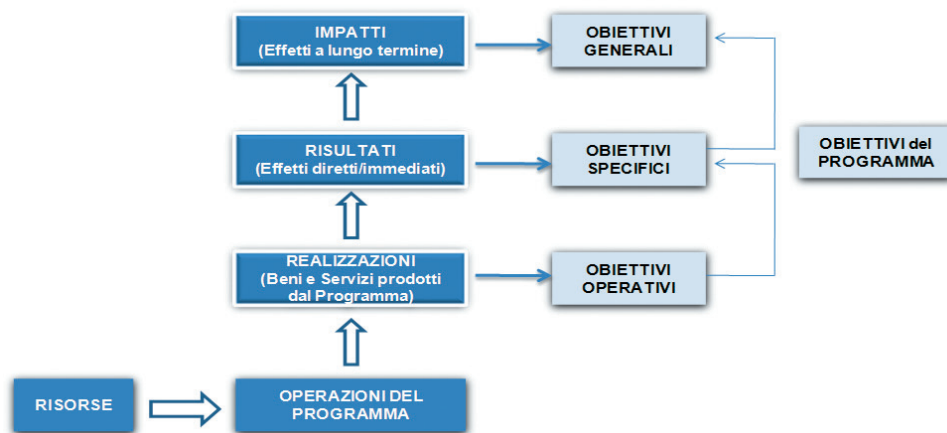 IMPATTI
(Effetti a lungo termine)
OBIETTIVI
GENERALI
RISULTATI
(Effetti diretti/immediati)
OBIETTIVI
SPECIFICI
OBIETTIVI del
PROGRAMMA
REALIZZAZIONI
(Beni e Servizi prodotti
dal Programma)
OBIETTIVI
OPERATIVI
RISORSE
OPERAZIONI DEL
PROGRAMMA